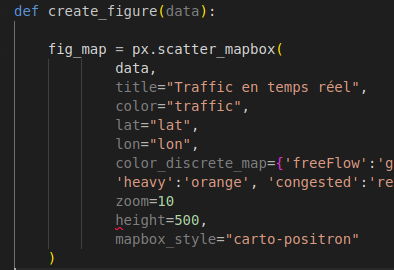 def create_figure(data):
fig_map = px.scatter_mapbox(
data,
title="Traffic en temps réel",
color="traffic",
lat="lat",
lon="lon",
color_discrete_map={'freeFlow':'g
'heavy':'orange', 'congested':'re
zoom=10
height=500,
mapbox_style="carto-positron"
)